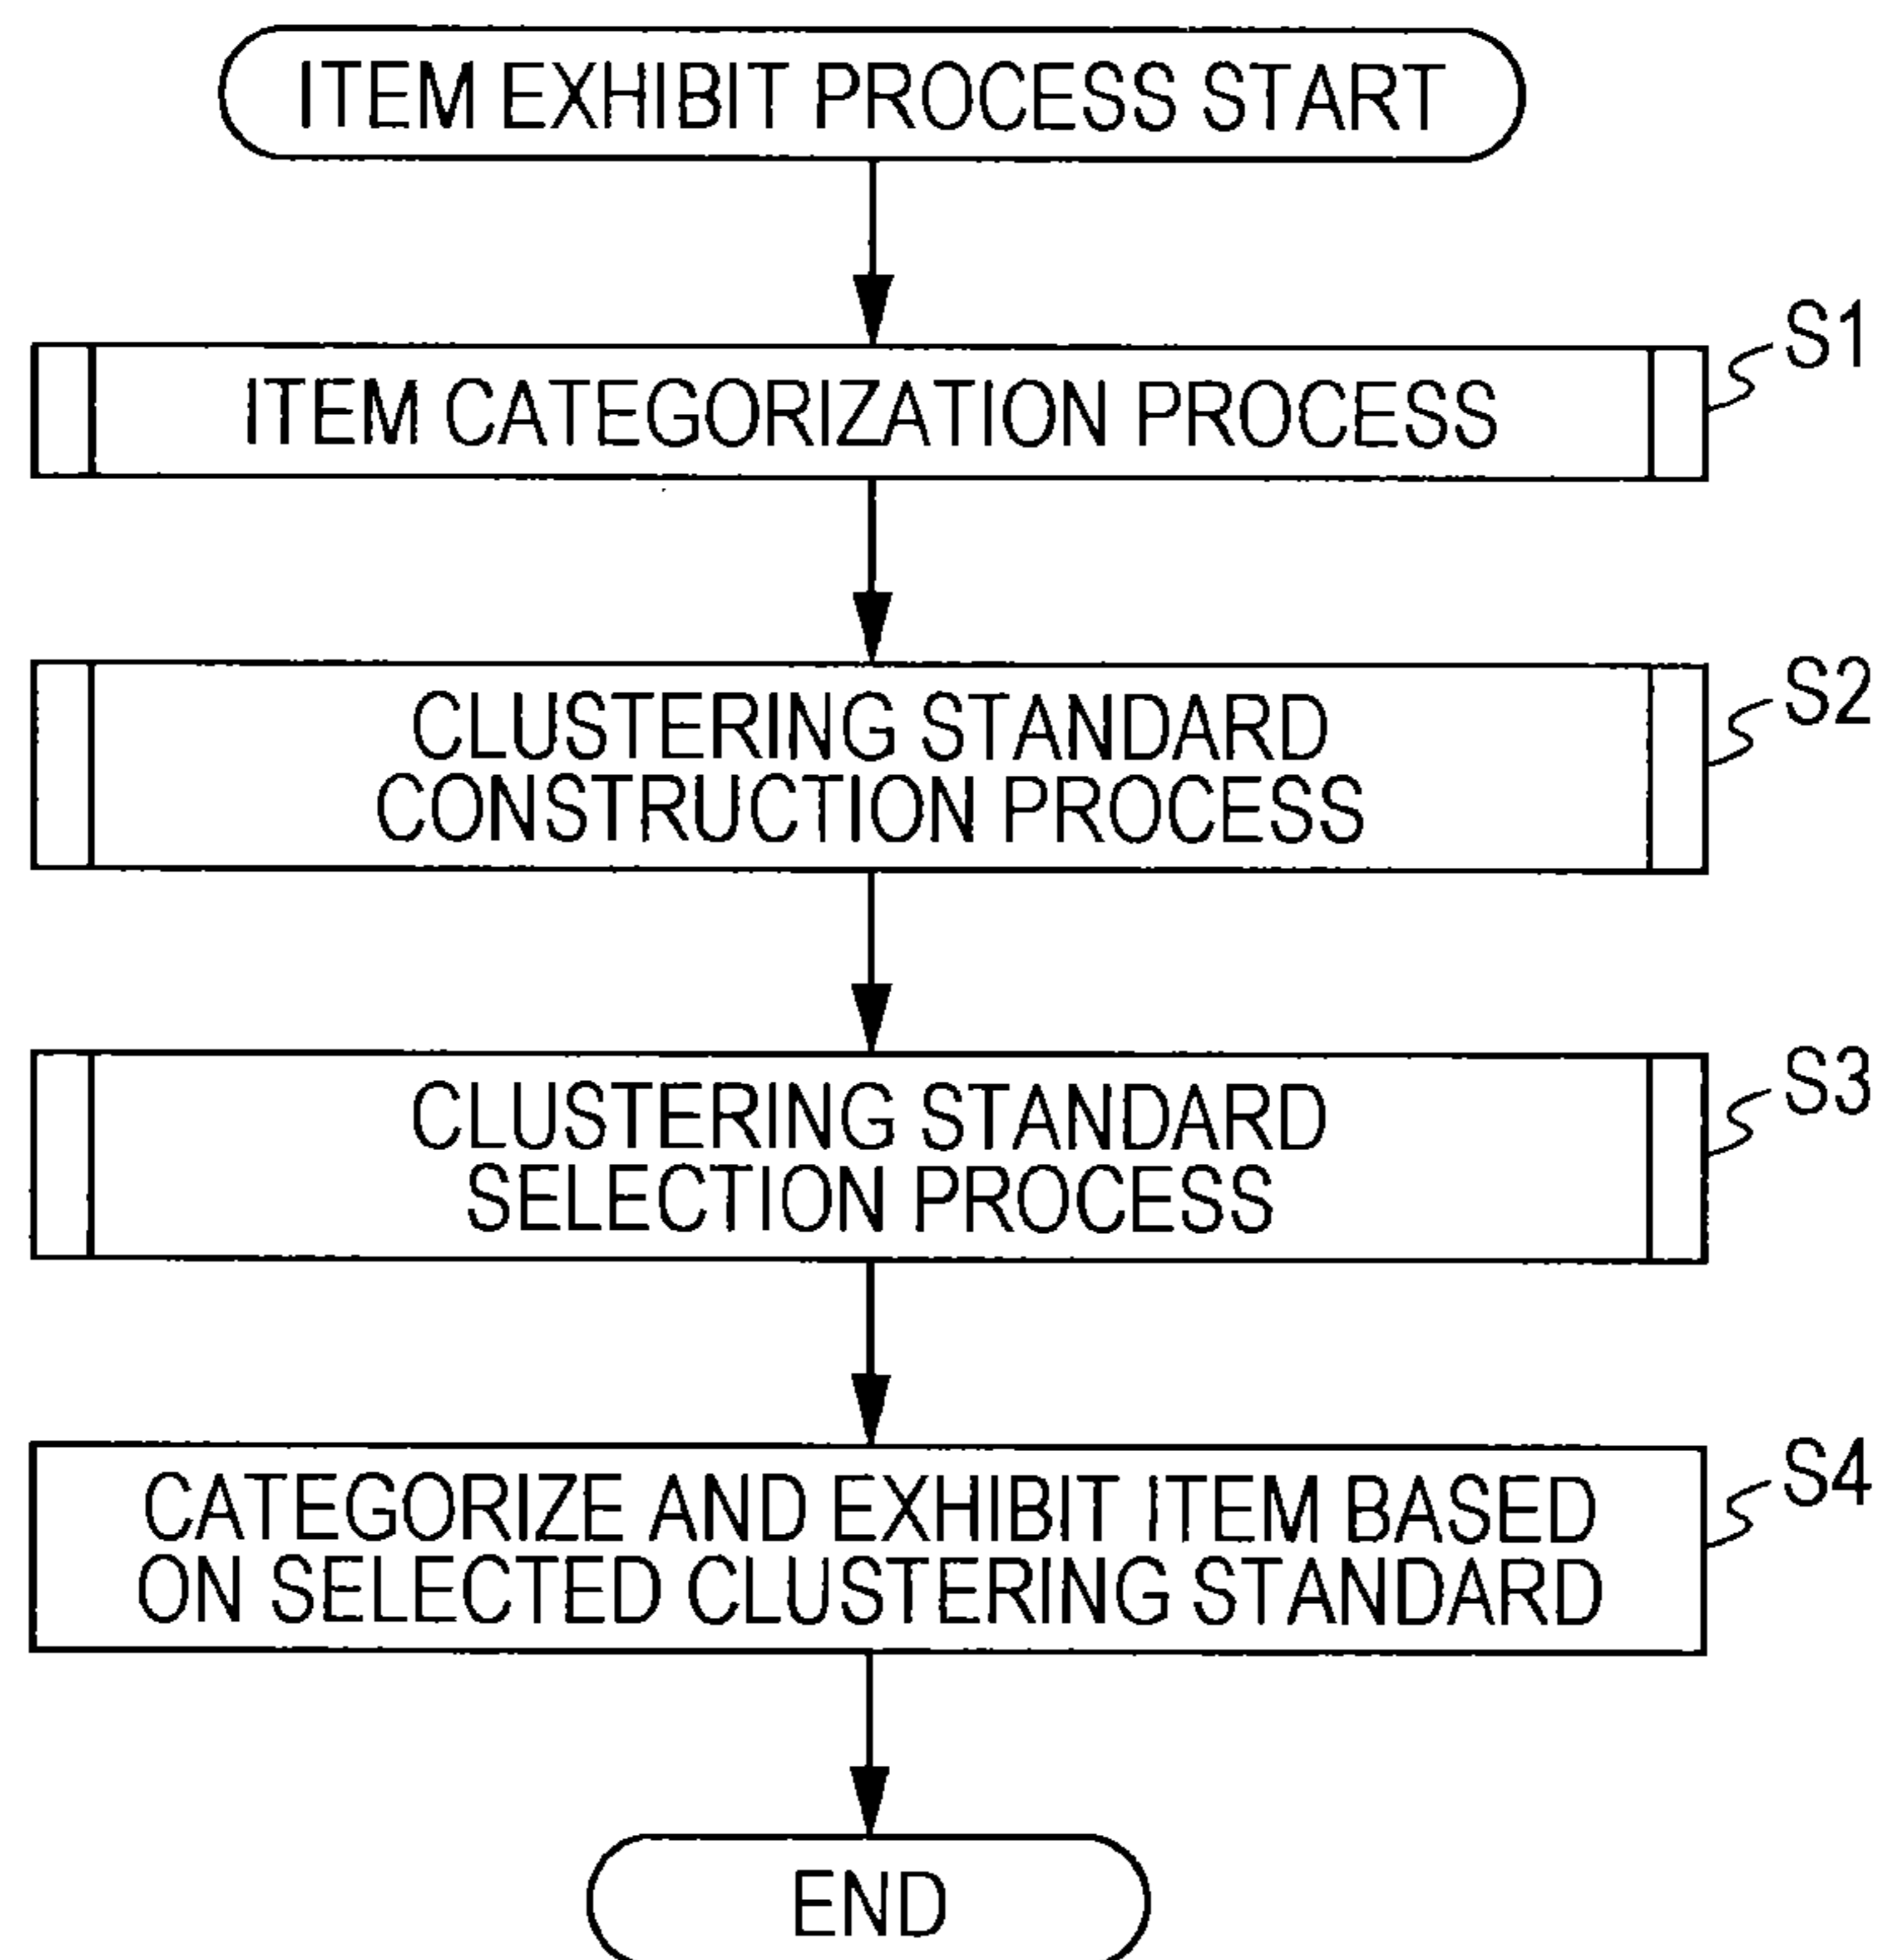 ITEM EXHIBIT PROCESS START
S1
ITEM CATEGORIZATION PROCESS
S2
CLUSTERING STANDARD
CONSTRUCTION PROCESS
S3
CLUSTERING STANDARD
SELECTION PROCESS
S4
CATEGORIZE AND EXHIBIT ITEM BASED
ON SELECTED CLUSTERING STANDARD
END